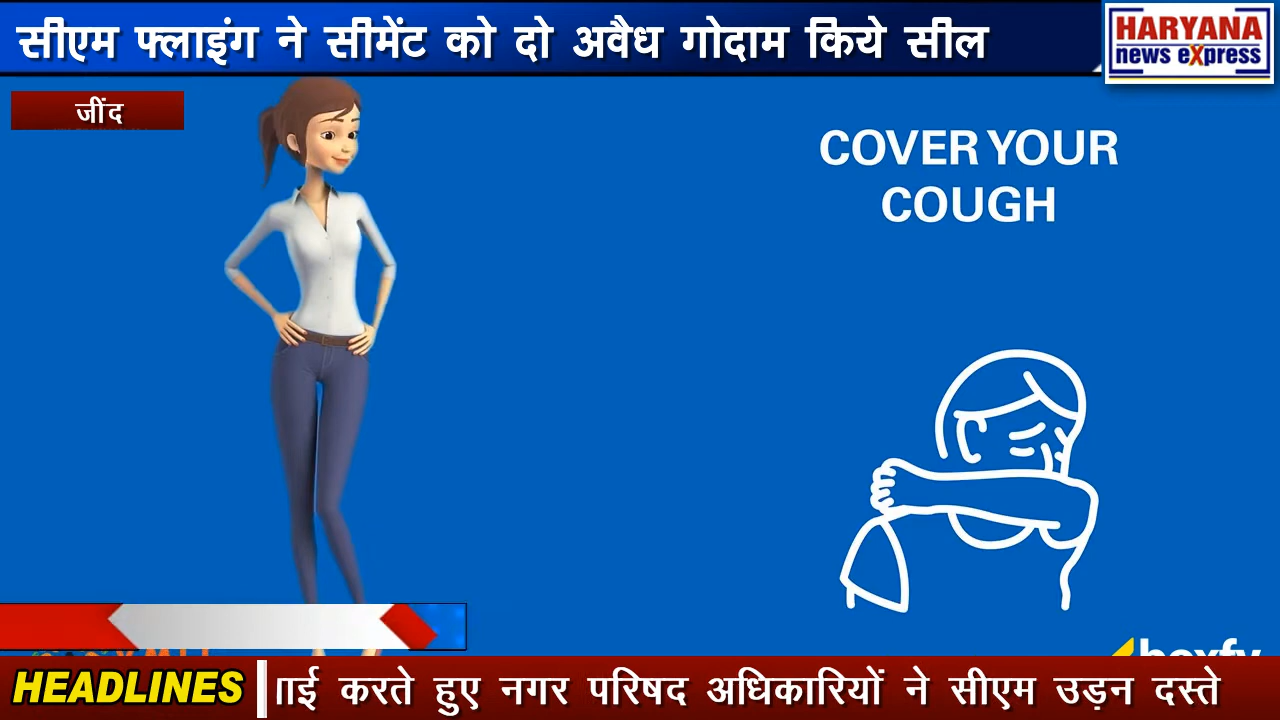 सीएम फ्लाइंग ने सीमेंट को दो अवैध गोदाम किये सील
HARYANA
news eXpress
जींद
COVER YOUR
COUGH
HEADLINES
करते हुए नगर परिषद अधिकारियों ने सीएम उड़न दस्ते